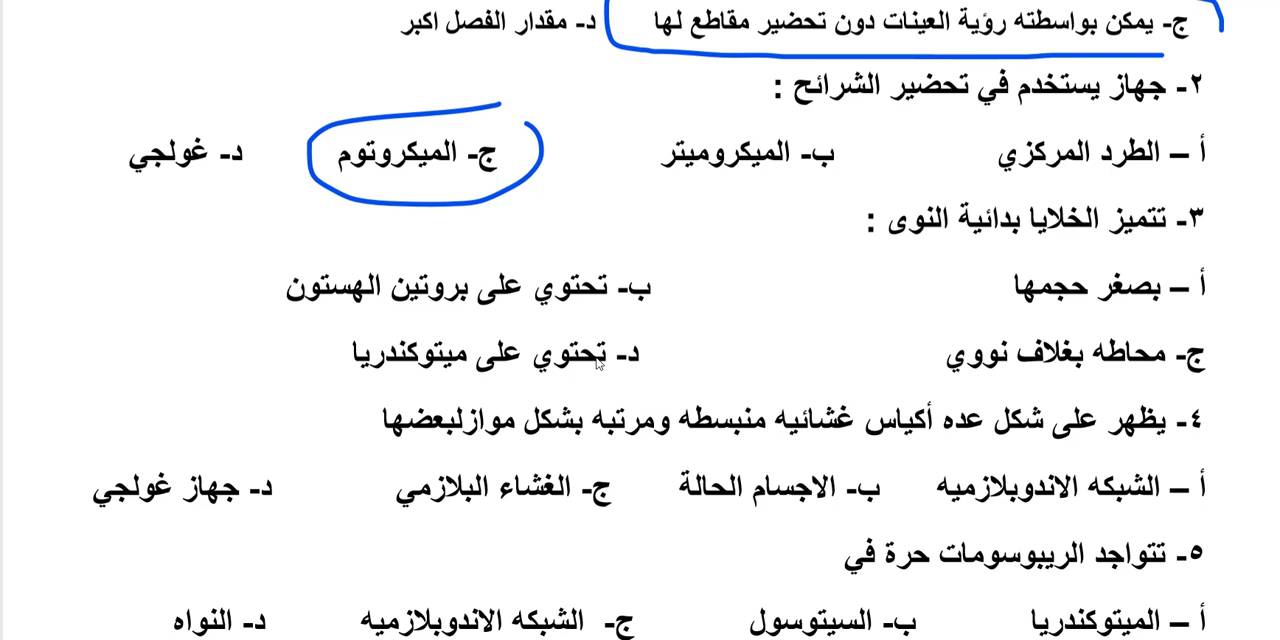 ج- يمكن بواسطته رؤية العينات دون تحضير مقاطع لها د- مقدار الفصل اكبر
٢- جهاز يستخدم في تحضير الشرائح :
أ – الطرد المركزي ب- الميكروميتر ج- الميكروتوم د- غولجي
٣- تتميز الخلايا بدائية النوى :
أ – بصغر حجمها ب- تحتوي على بروتين الهستون
ج- محاطه بغلاف نووي د- تحتوي على ميتوكندريا
٤- يظهر على شكل عده أكياس غشائيه منبسطه ومرتبه بشكل موازلبعضها
أ – الشبكه الاندوبلازميه ب- الاجسام الحالة ج- الغشاء البلازمي د- جهاز غولجي
٥- تتواجد الريبوسومات حرة في
أ – الميتوكندريا ب- السيتوسول ج- الشبكه الاندوبلازميه د- النواه